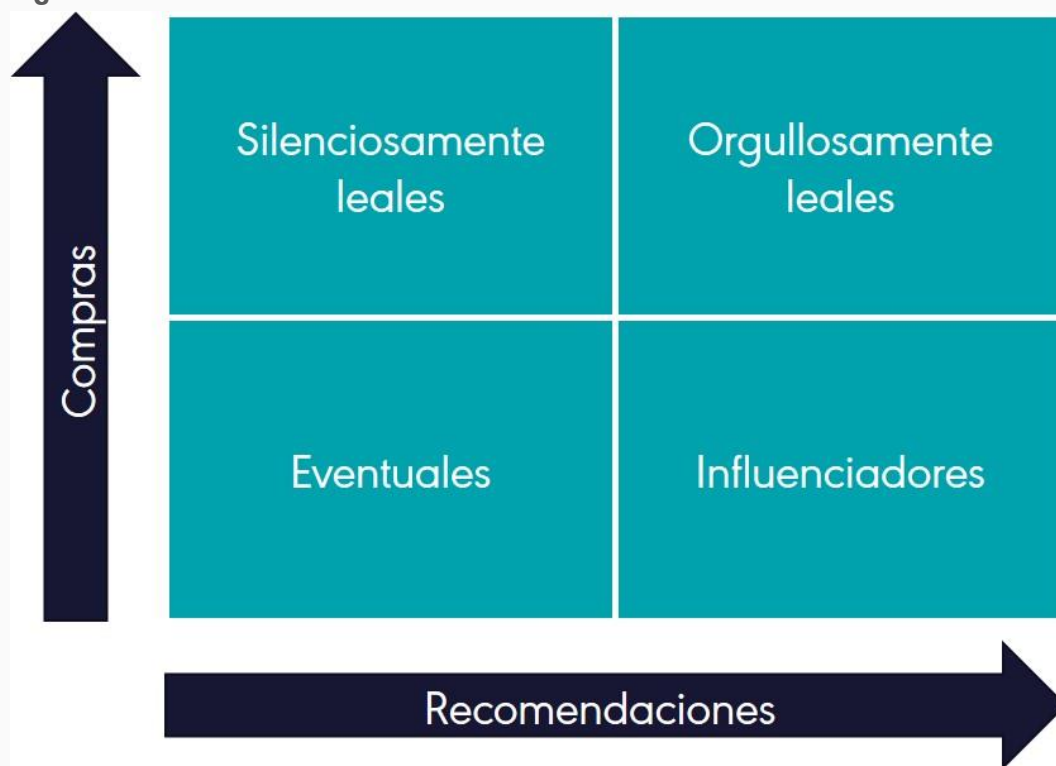 Silenciosamente
leales
Orgullosamente
leales
Compras
Eventuales
Influenciadores
Recomendaciones